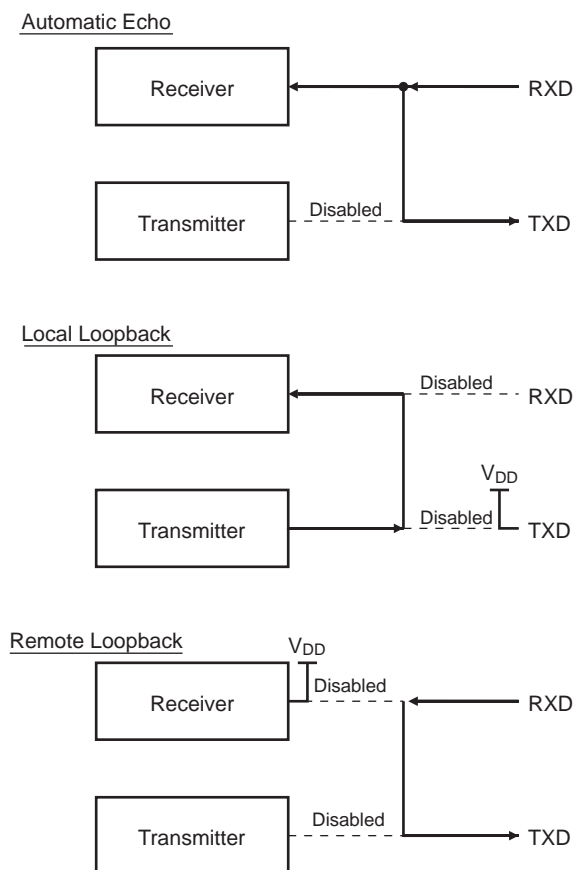 Automatic Echo
Receiver
RXD
Transmitter
Disabled
TXD
Local Loopback
Receiver
Disabled
RXD
VDD
Transmitter
Disabled
TXD
Remote Loopback
VDD
Receiver
Disabled
RXD
Transmitter
Disabled
TXD